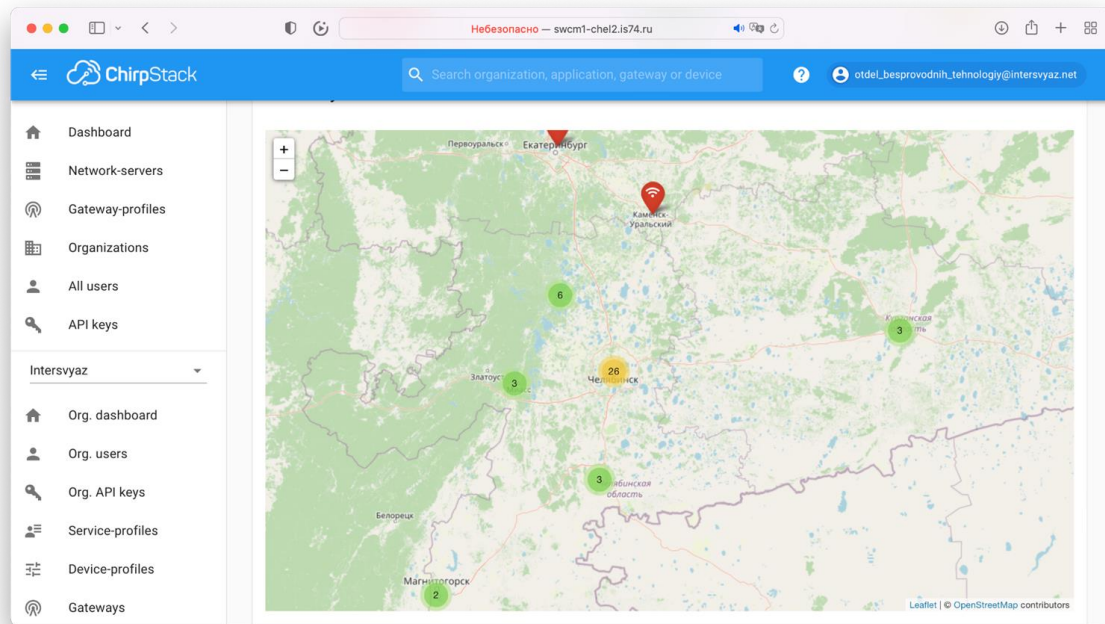 Небезопасно — swcm1-chel2.is74.ru
ChirpStack
Search organization, application, gateway or device
?
otdel_besprovodnih_tehnologiy@intersvyaz.net
Dashboard
Network-servers
Gateway-profiles
Organizations
All users
API keys
Intersvyaz
Org. dashboard
Org. users
Org. API keys
Service-profiles
Device-profiles
Gateways
+
−
Первоуральск
Екатеринбург
Каменск-
Уральский
6
3
26
Челябинск
3
Златоуст
3
область
Белорецк
Магнитогорск
2
Leaflet | © OpenStreetMap contributors